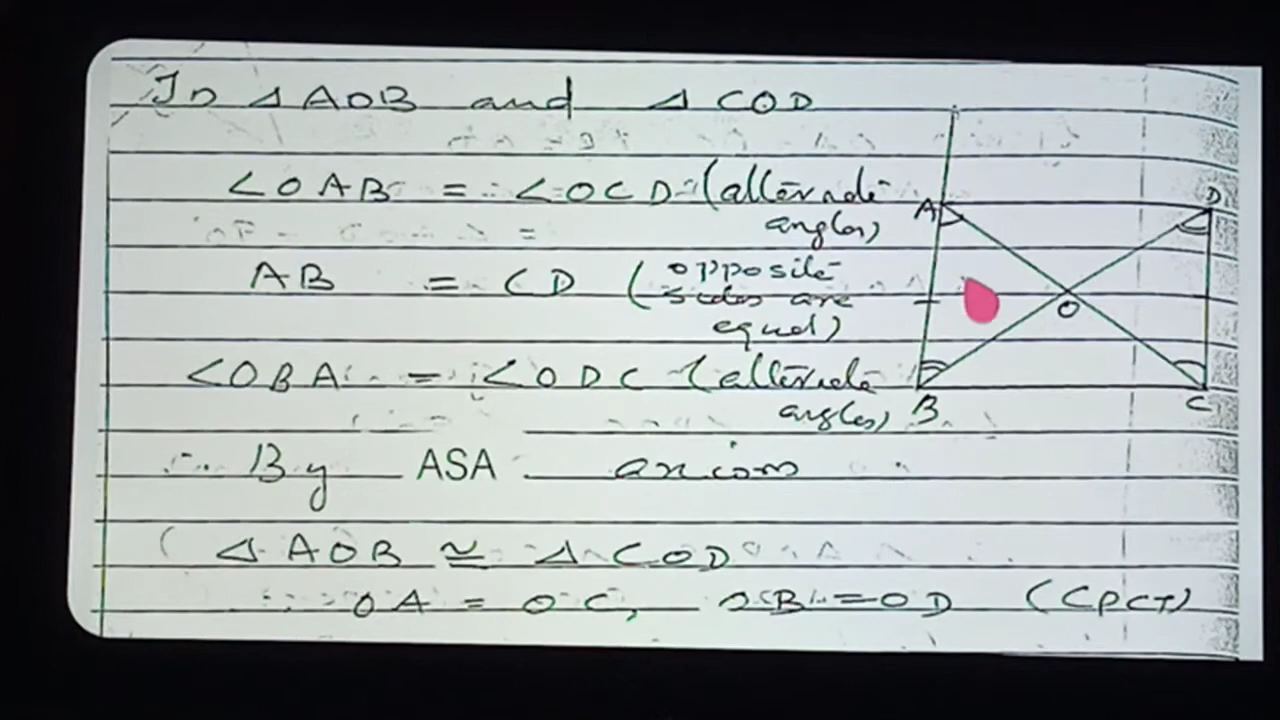 In △AOB and △COD
∠OAB = ∠OCD (alternate angles)
AB = CD (opposite sides are equal)
∠OBA = ∠ODC (alternate angles)
∴ By ASA axiom
△AOB ≅ △COD
OA = OC, OB = OD (CPCT)
A
D
O
B
C